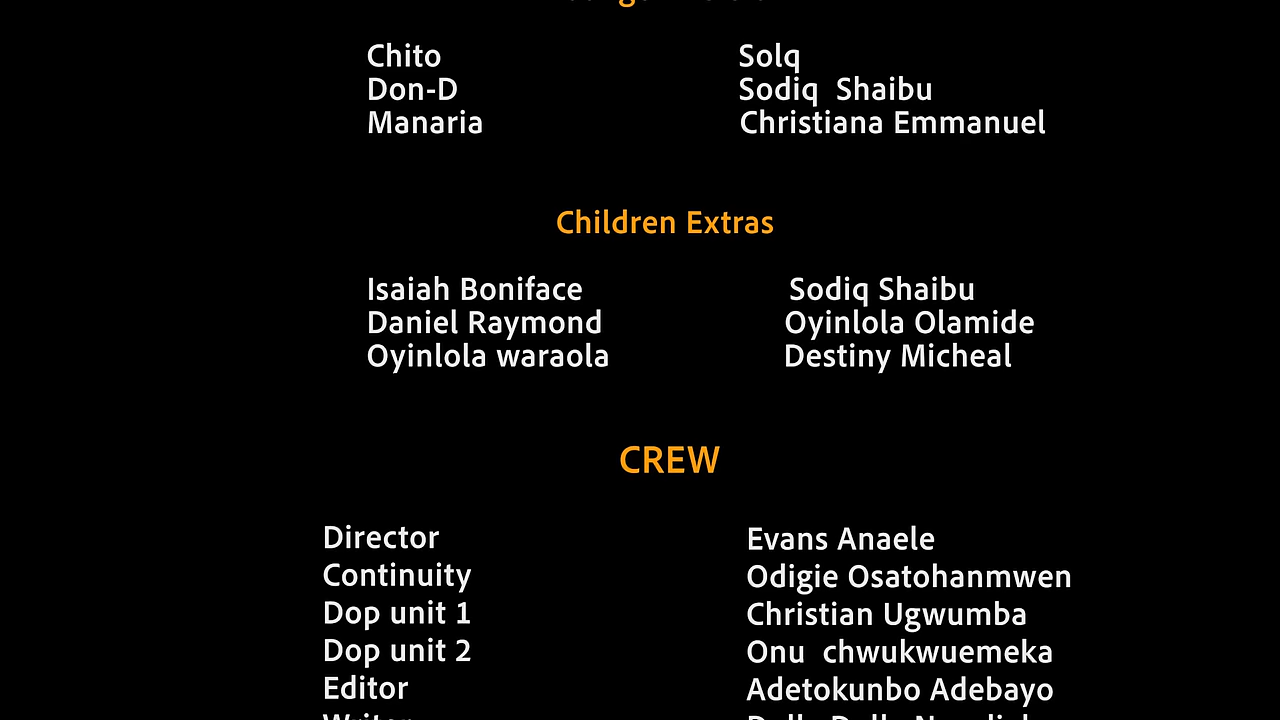 Chito Solq
Don-D Sodiq Shaibu
Manaria Christiana Emmanuel
Children Extras
Isaiah Boniface Sodiq Shaibu
Daniel Raymond Oyinlola Olamide
Oyinlola waraola Destiny Micheal
CREW
Director Evans Anaele
Continuity Odigie Osatohanmwen
Dop unit 1 Christian Ugwumba
Dop unit 2 Onu chwukwuemeka
Editor Adetokunbo Adebayo